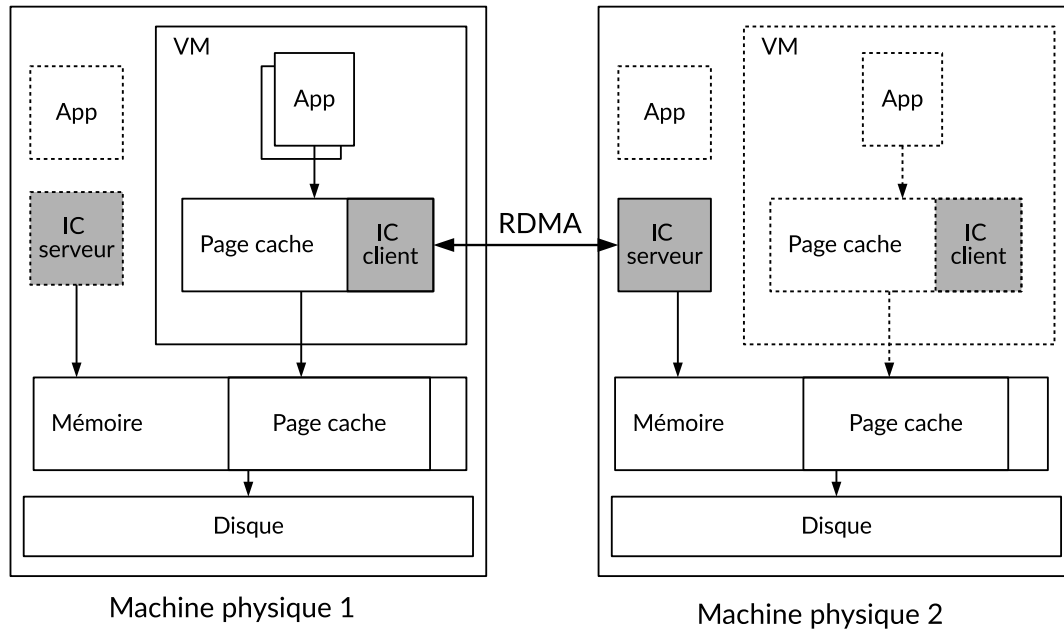 VM
App
App
IC
serveur
Page cache
IC
client
Mémoire
Page cache
Disque
Machine physique 1
RDMA
VM
App
App
IC
serveur
Page cache
IC
client
Mémoire
Page cache
Disque
Machine physique 2